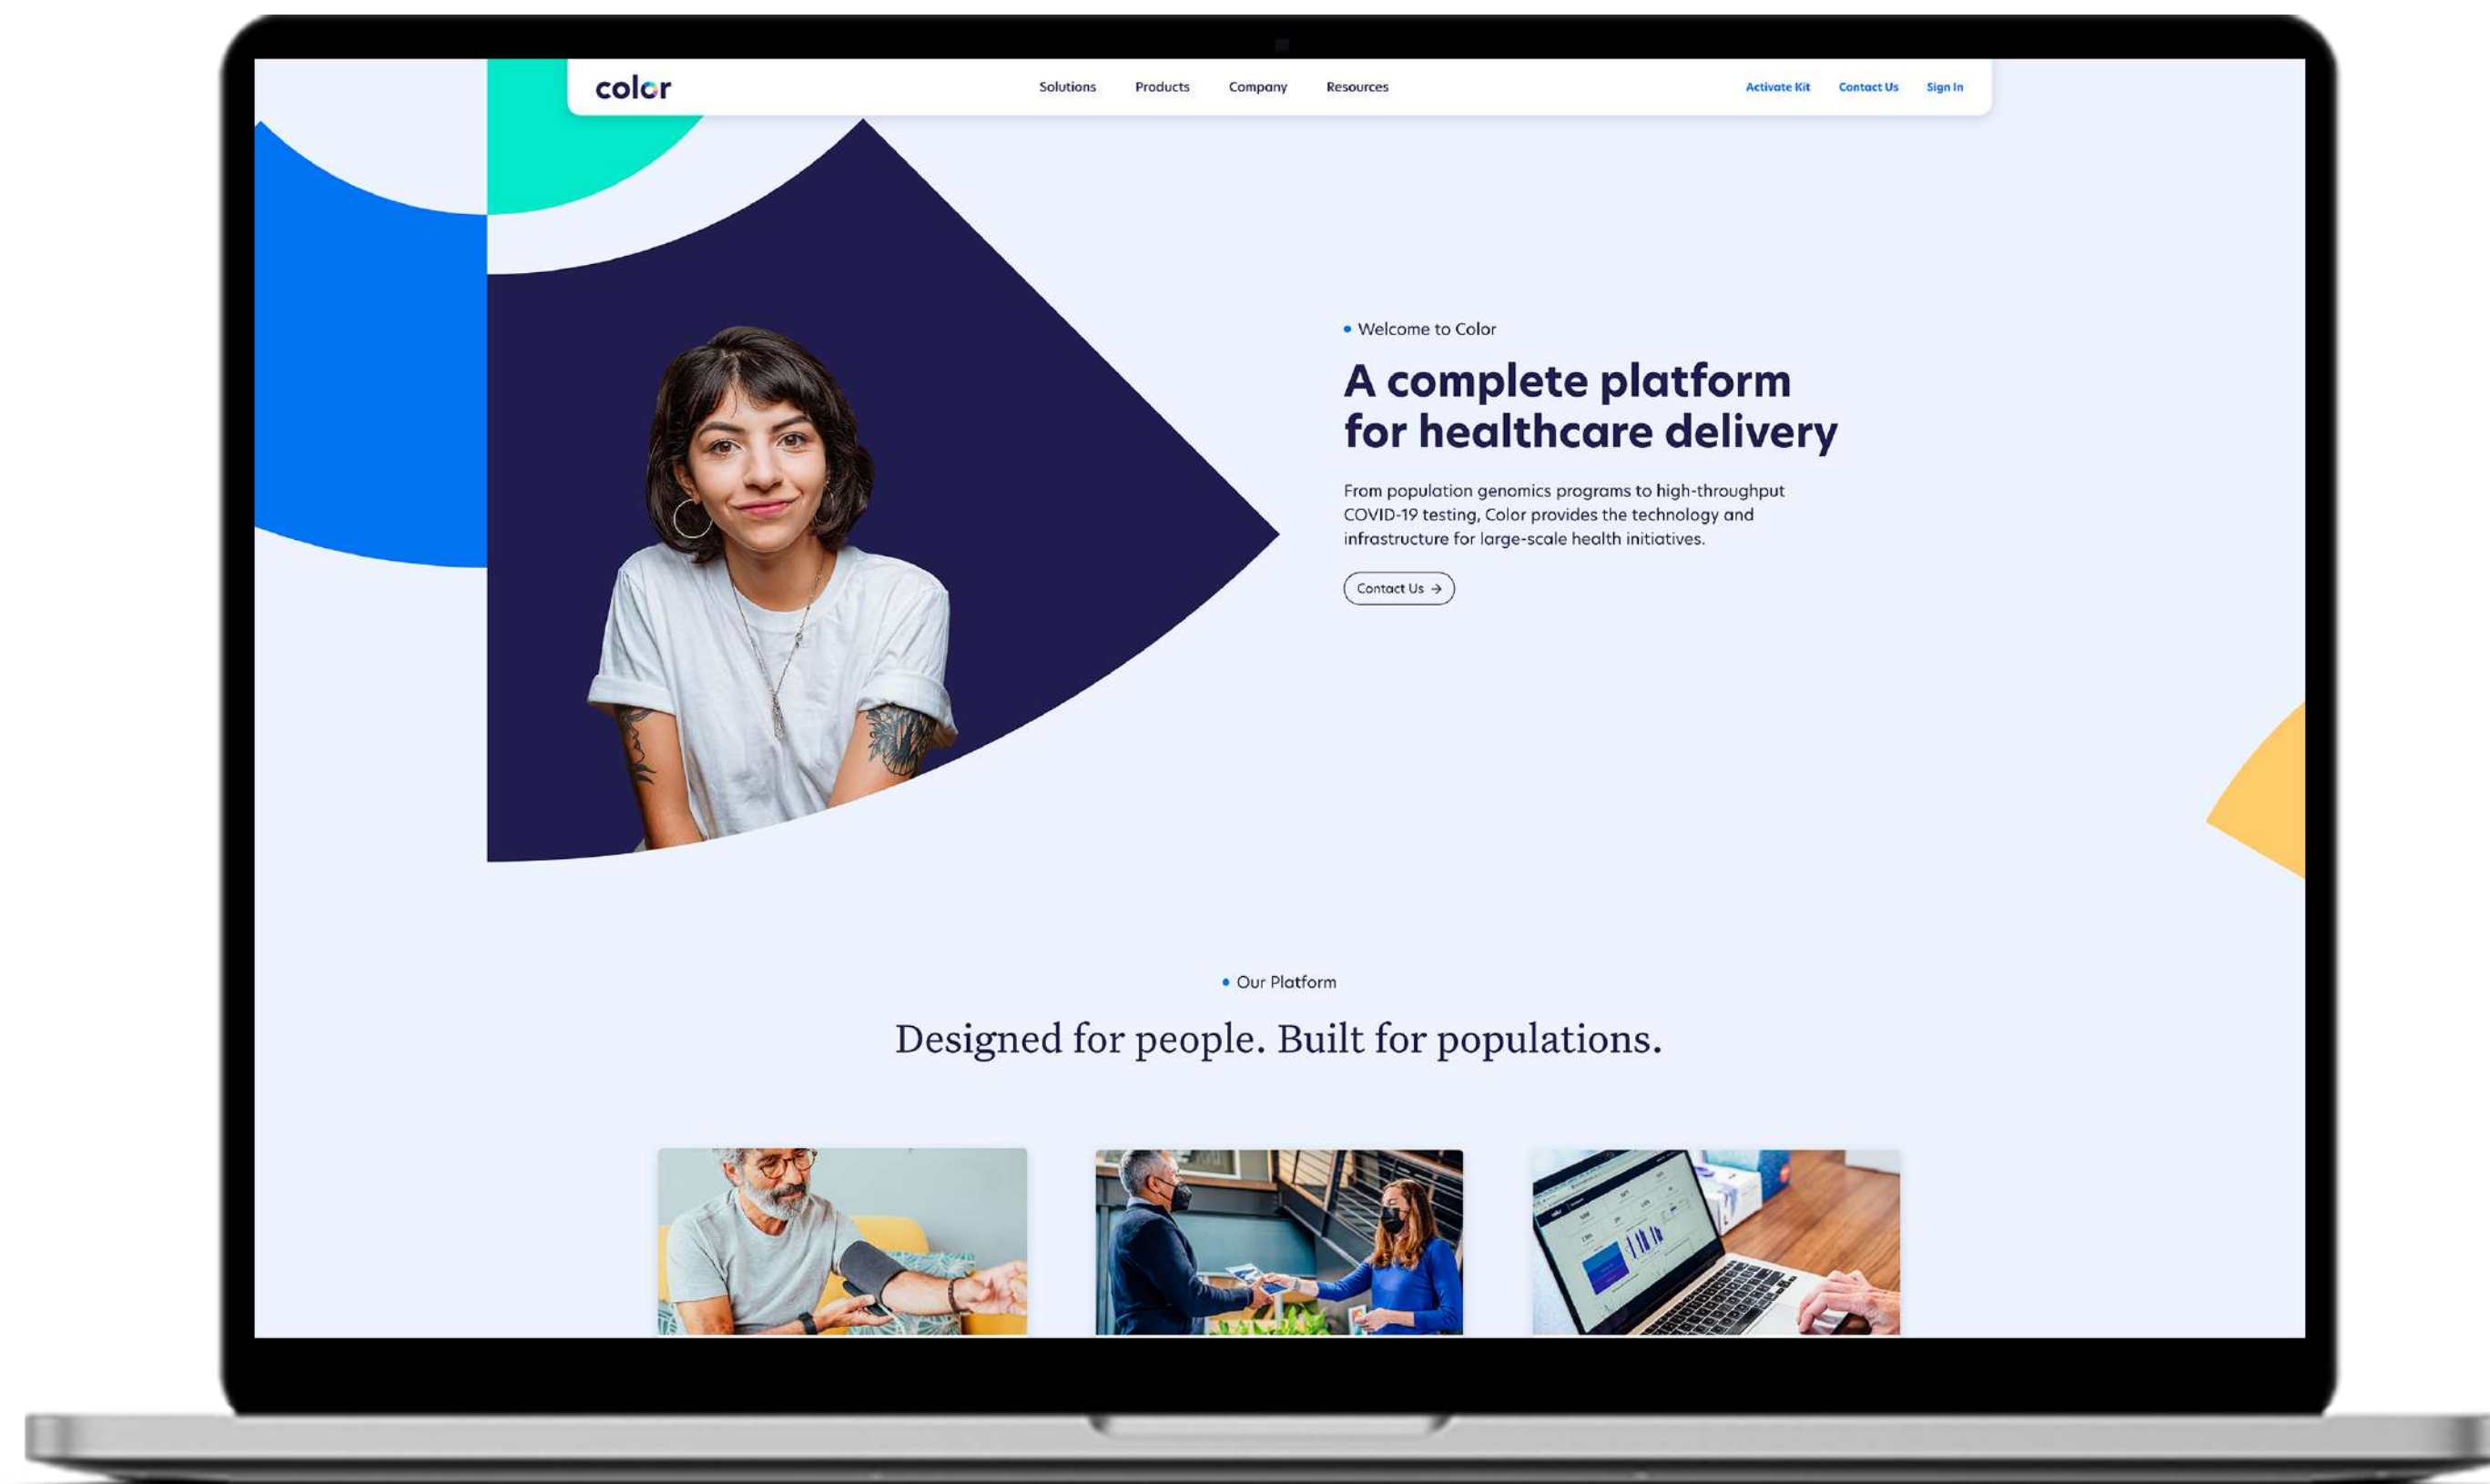 color
Solutions
Products
Company
Resources
Activate Kit
Contact Us
Sign In
• Welcome to Color
A complete platform
for healthcare delivery
From population genomics programs to high-throughput
COVID-19 testing, Color provides the technology and
infrastructure for large-scale health initiatives.
Contact Us →
• Our Platform
Designed for people. Built for populations.